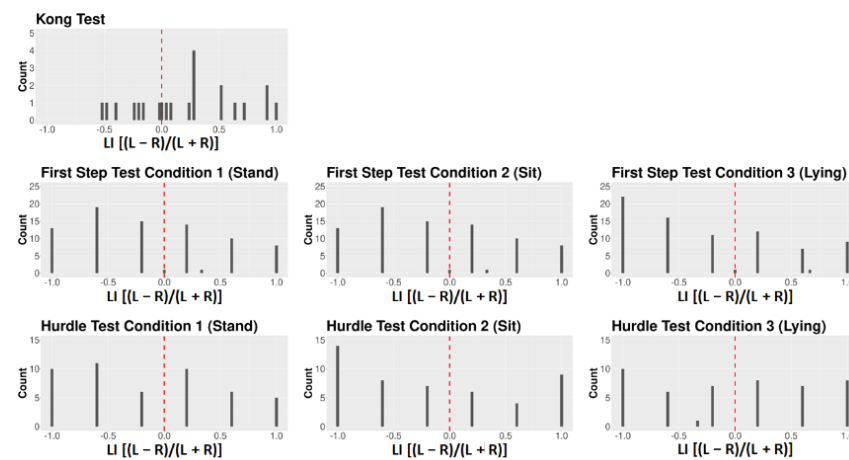 Kong Test
5
4
3
2
1
0
Count
-1.0 -0.5 0.0 0.5 1.0
LI [(L − R)/(L + R)]
First Step Test Condition 1 (Stand)
25
20
15
10
5
0
Count
-1.0 -0.5 0.0 0.5 1.0
LI [(L − R)/(L + R)]
First Step Test Condition 2 (Sit)
25
20
15
10
5
0
Count
-1.0 -0.5 0.0 0.5 1.0
LI [(L − R)/(L + R)]
First Step Test Condition 3 (Lying)
25
20
15
10
5
0
Count
-1.0 -0.5 0.0 0.5 1.0
LI [(L − R)/(L + R)]
Hurdle Test Condition 1 (Stand)
15
10
5
0
Count
-1.0 -0.5 0.0 0.5 1.0
LI [(L − R)/(L + R)]
Hurdle Test Condition 2 (Sit)
15
10
5
0
Count
-1.0 -0.5 0.0 0.5 1.0
LI [(L − R)/(L + R)]
Hurdle Test Condition 3 (Lying)
15
10
5
0
Count
-1.0 -0.5 0.0 0.5 1.0
LI [(L − R)/(L + R)]